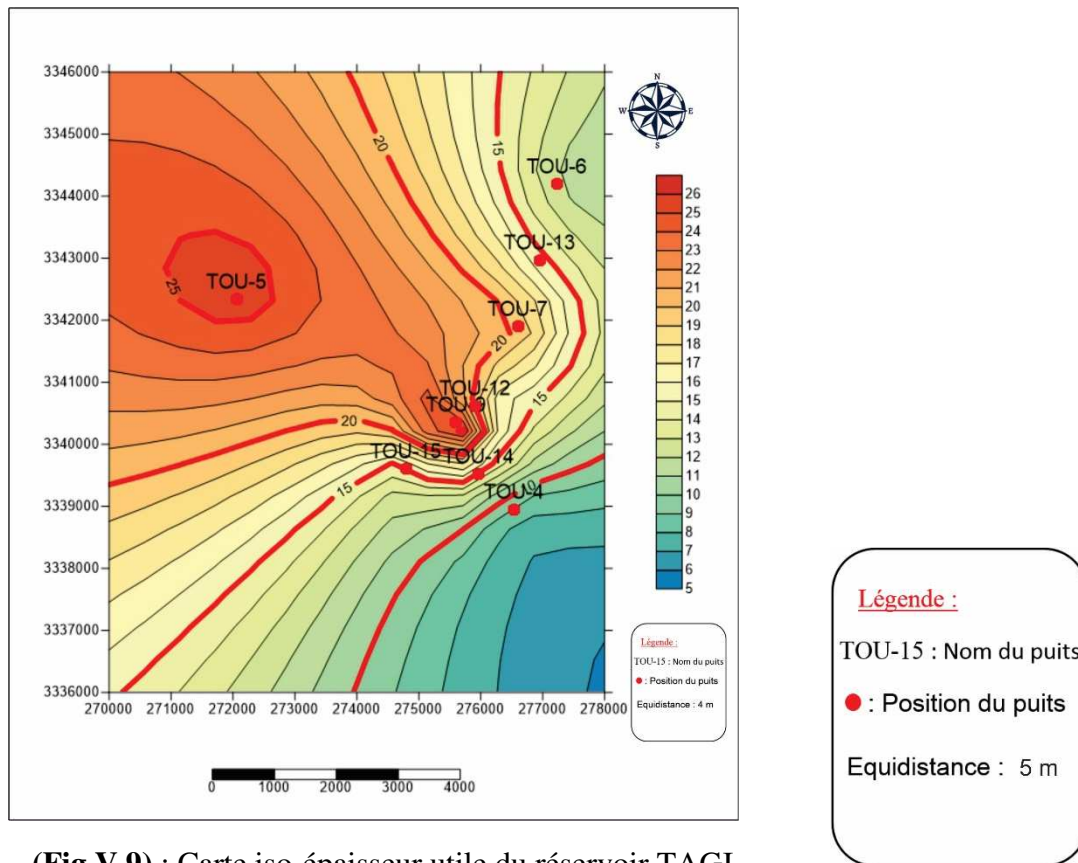 3346000
3345000
3344000
3343000
3342000
3341000
3340000
3339000
3338000
3337000
3336000
270000 271000 272000 273000 274000 275000 276000 277000 278000
20
15
TOU-6
TOU-13
TOU-5
25
TOU-7
20
TOU-12
15
20
TOU-15 TOU-14
15
TOU-4
10
N
W
E
S
26
25
24
23
22
21
20
19
18
17
16
15
14
13
12
11
10
9
8
7
6
5
Légende :
TOU-15 : Nom du puits
: Position du puits
Equidistance : 4 m
0 1000 2000 3000 4000
Légende :
TOU-15 : Nom du puits
: Position du puits
Equidistance : 5 m
(Fig V.9) : Carte iso-épaisseur utile du réservoir TAGI